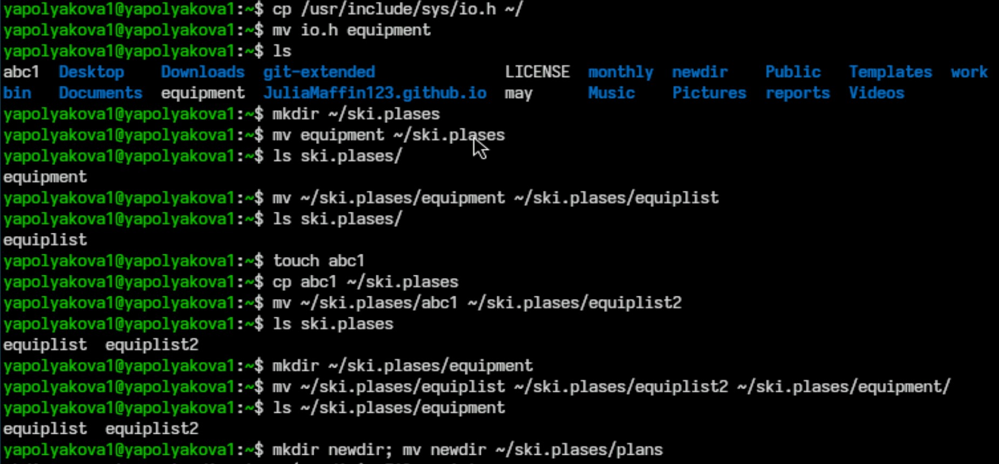 yapolyakova1@yapolyakova1:~$ cp /usr/include/sys/io.h ~/
yapolyakova1@yapolyakova1:~$ mv io.h equipment
yapolyakova1@yapolyakova1:~$ ls
abc1  Desktop    Downloads  git-extended              LICENSE  monthly  newdir    Public   Templates  work
bin   Documents  equipment  JuliaMaffin123.github.io  may      Music    Pictures  reports  Videos
yapolyakova1@yapolyakova1:~$ mkdir ~/ski.plases
yapolyakova1@yapolyakova1:~$ mv equipment ~/ski.plases
yapolyakova1@yapolyakova1:~$ ls ski.plases/
equipment
yapolyakova1@yapolyakova1:~$ mv ~/ski.plases/equipment ~/ski.plases/equiplist
yapolyakova1@yapolyakova1:~$ ls ski.plases/
equiplist
yapolyakova1@yapolyakova1:~$ touch abc1
yapolyakova1@yapolyakova1:~$ cp abc1 ~/ski.plases
yapolyakova1@yapolyakova1:~$ mv ~/ski.plases/abc1 ~/ski.plases/equiplist2
yapolyakova1@yapolyakova1:~$ ls ski.plases
equiplist  equiplist2
yapolyakova1@yapolyakova1:~$ mkdir ~/ski.plases/equipment
yapolyakova1@yapolyakova1:~$ mv ~/ski.plases/equiplist ~/ski.plases/equiplist2 ~/ski.plases/equipment/
yapolyakova1@yapolyakova1:~$ ls ~/ski.plases/equipment
equiplist  equiplist2
yapolyakova1@yapolyakova1:~$ mkdir newdir; mv newdir ~/ski.plases/plans